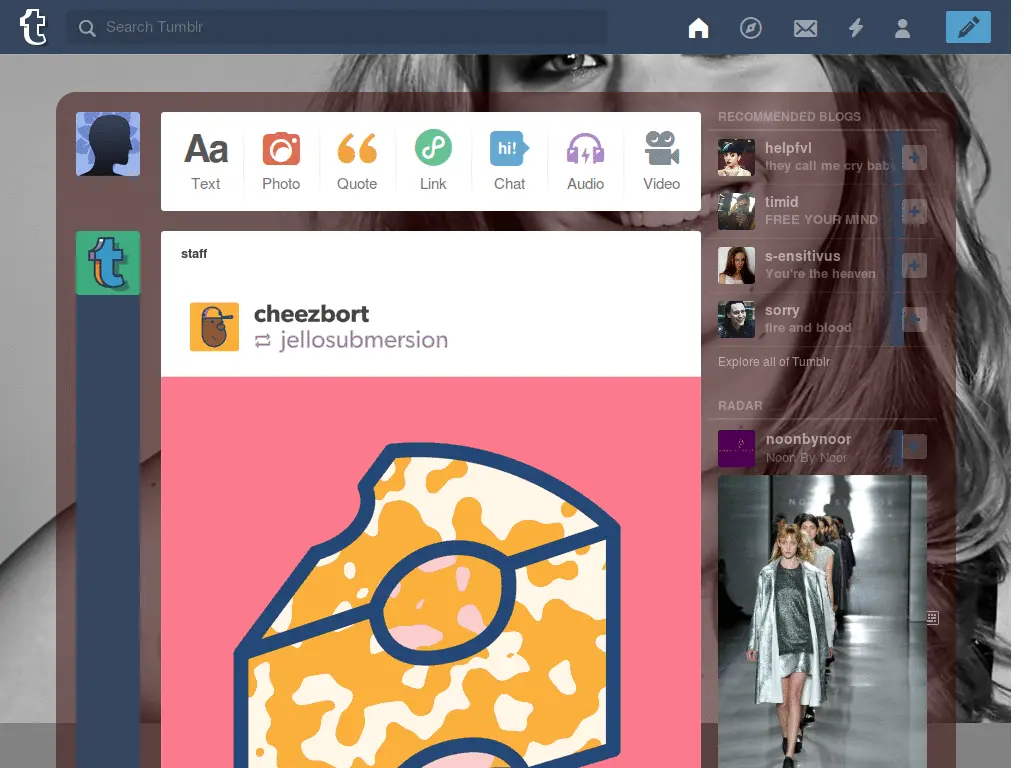 Search Tumblr
Aa
hi!
Text
Photo
Quote
Link
Chat
Audio
Video
staff
cheezbort
jellosubmersion
RECOMMENDED BLOGS
helpfvl
they call me cry baby
timid
FREE YOUR MIND
s-ensitivus
You're the heaven
sorry
fire and blood
Explore all of Tumblr
RADAR
noonbynoor
Noon By Noor